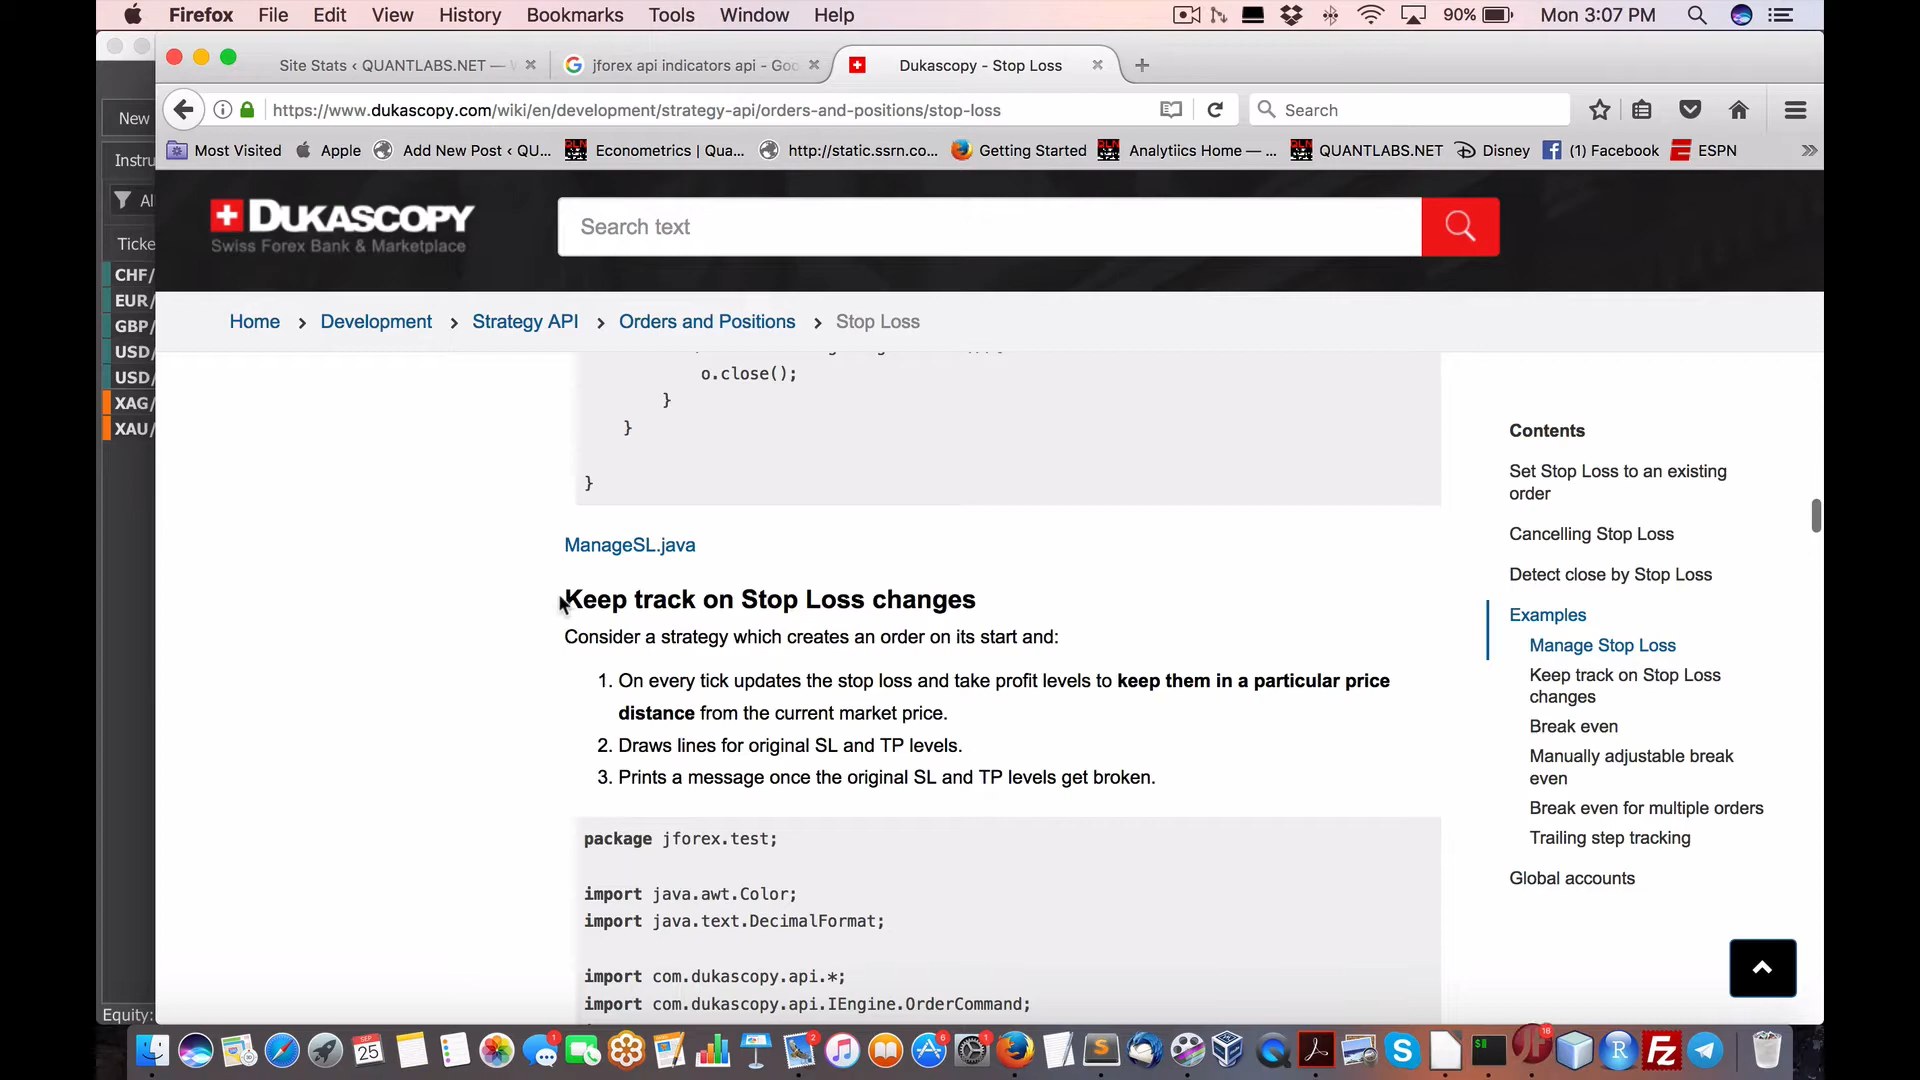 Firefox File Edit View History Bookmarks Tools Window Help 90% Mon 3:07 PM
Site Stats ‹ QUANTLABS.NET — jforex api indicators api - Goo Dukascopy - Stop Loss
https://www.dukascopy.com/wiki/en/development/strategy-api/orders-and-positions/stop-loss Search
Most Visited Apple Add New Post ‹ QU... Econometrics | Qua... http://static.ssrn.co... Getting Started Analytiics Home — ... QUANTLABS.NET Disney (1) Facebook ESPN
New
Instru
Al
Ticke
CHF/
EUR/
GBP/
USD/
USD/
XAG/
XAU/
Equity:
DUKASCOPY
Swiss Forex Bank & Marketplace
Search text
Home › Development › Strategy API › Orders and Positions › Stop Loss
o.close();
}
}
}
ManageSL.java
Keep track on Stop Loss changes
Consider a strategy which creates an order on its start and:
1. On every tick updates the stop loss and take profit levels to keep them in a particular price
distance from the current market price.
2. Draws lines for original SL and TP levels.
3. Prints a message once the original SL and TP levels get broken.
package jforex.test;
import java.awt.Color;
import java.text.DecimalFormat;
import com.dukascopy.api.*;
import com.dukascopy.api.IEngine.OrderCommand;
Contents
Set Stop Loss to an existing
order
Cancelling Stop Loss
Detect close by Stop Loss
Examples
Manage Stop Loss
Keep track on Stop Loss
changes
Break even
Manually adjustable break
even
Break even for multiple orders
Trailing step tracking
Global accounts
SEP
25
1
2
6
1
18